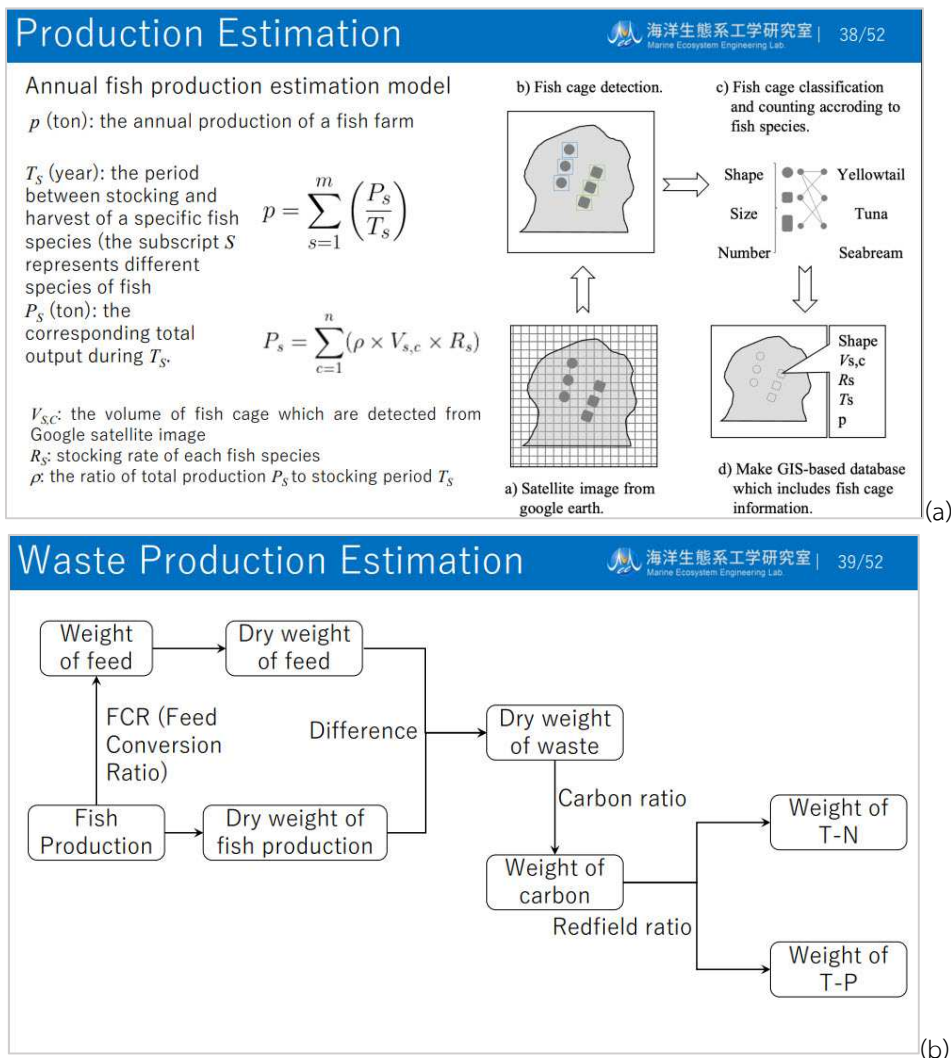 Production Estimation
海洋生態系工学研究室 | 38/52
Marine Ecosystem Engineering Lab.
Annual fish production estimation model
p (ton): the annual production of a fish farm
T_S (year): the period
between stocking and
harvest of a specific fish
species (the subscript S
represents different
species of fish
P_S (ton): the
corresponding total
output during T_S.
p = \sum_{s=1}^{m} \left( \frac{P_s}{T_s} \right)
P_s = \sum_{c=1}^{n} (\rho \times V_{s,c} \times R_s)
V_{S,C}: the volume of fish cage which are detected from
Google satellite image
R_S: stocking rate of each fish species
ρ: the ratio of total production P_S to stocking period T_S
b) Fish cage detection.
c) Fish cage classification
and counting accroding to
fish species.
Shape
Size
Number
Yellowtail
Tuna
Seabream
a) Satellite image from
google earth.
Shape
Vs,c
Rs
Ts
p
d) Make GIS-based database
which includes fish cage
information.
(a)
Waste Production Estimation
海洋生態系工学研究室 | 39/52
Marine Ecosystem Engineering Lab.
Weight
of feed
Dry weight
of feed
FCR (Feed
Conversion
Ratio)
Difference
Dry weight
of waste
Fish
Production
Dry weight of
fish production
Carbon ratio
Weight of
carbon
Redfield ratio
Weight of
T-N
Weight of
T-P
(b)